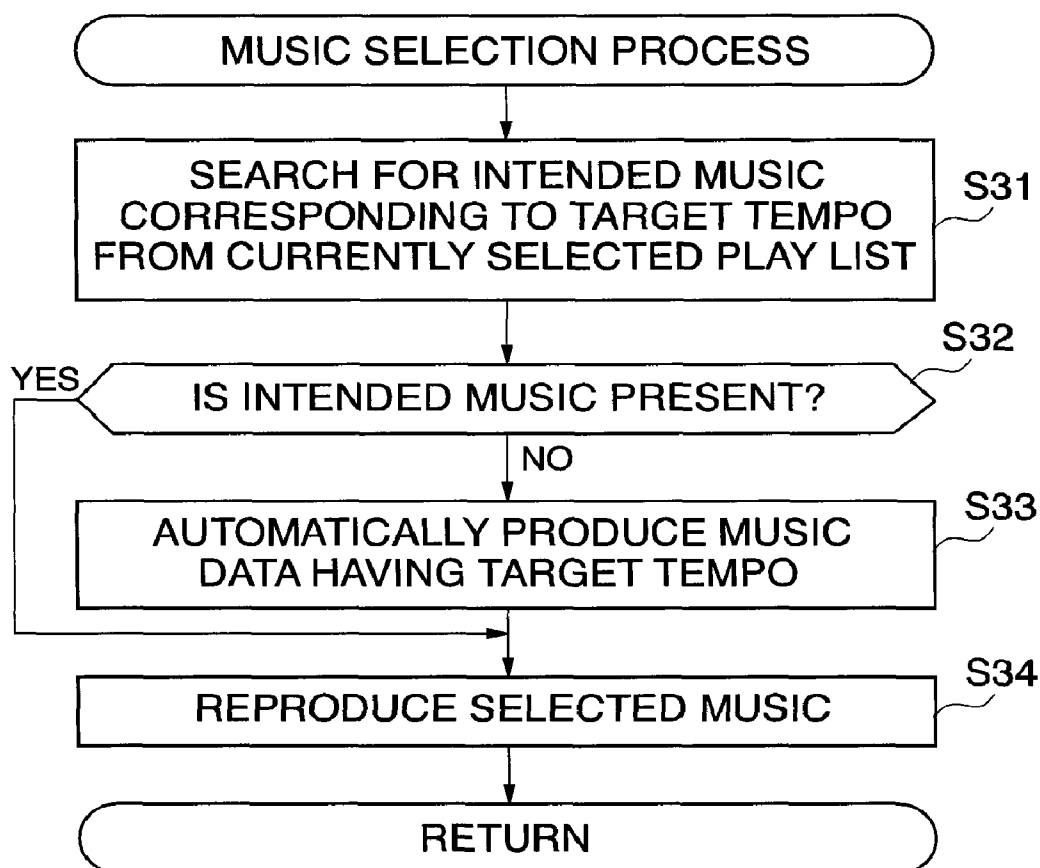 MUSIC SELECTION PROCESS
SEARCH FOR INTENDED MUSIC
CORRESPONDING TO TARGET TEMPO
FROM CURRENTLY SELECTED PLAY LIST
S31
S32
YES
IS INTENDED MUSIC PRESENT?
NO
S33
AUTOMATICALLY PRODUCE MUSIC
DATA HAVING TARGET TEMPO
S34
REPRODUCE SELECTED MUSIC
RETURN